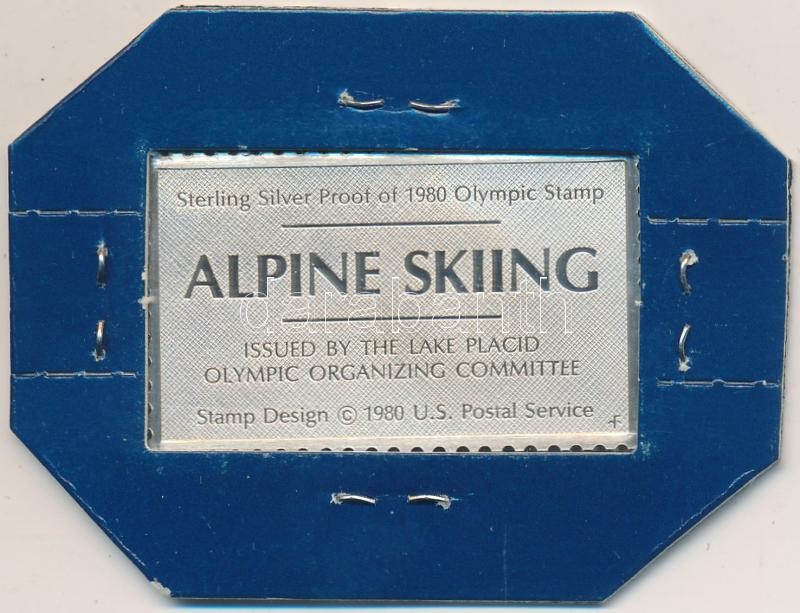 Sterling Silver Proof of 1980 Olympic Stamp
ALPINE SKIING
darabanth
ISSUED BY THE LAKE PLACID
OLYMPIC ORGANIZING COMMITTEE
Stamp Design © 1980 U.S. Postal Service